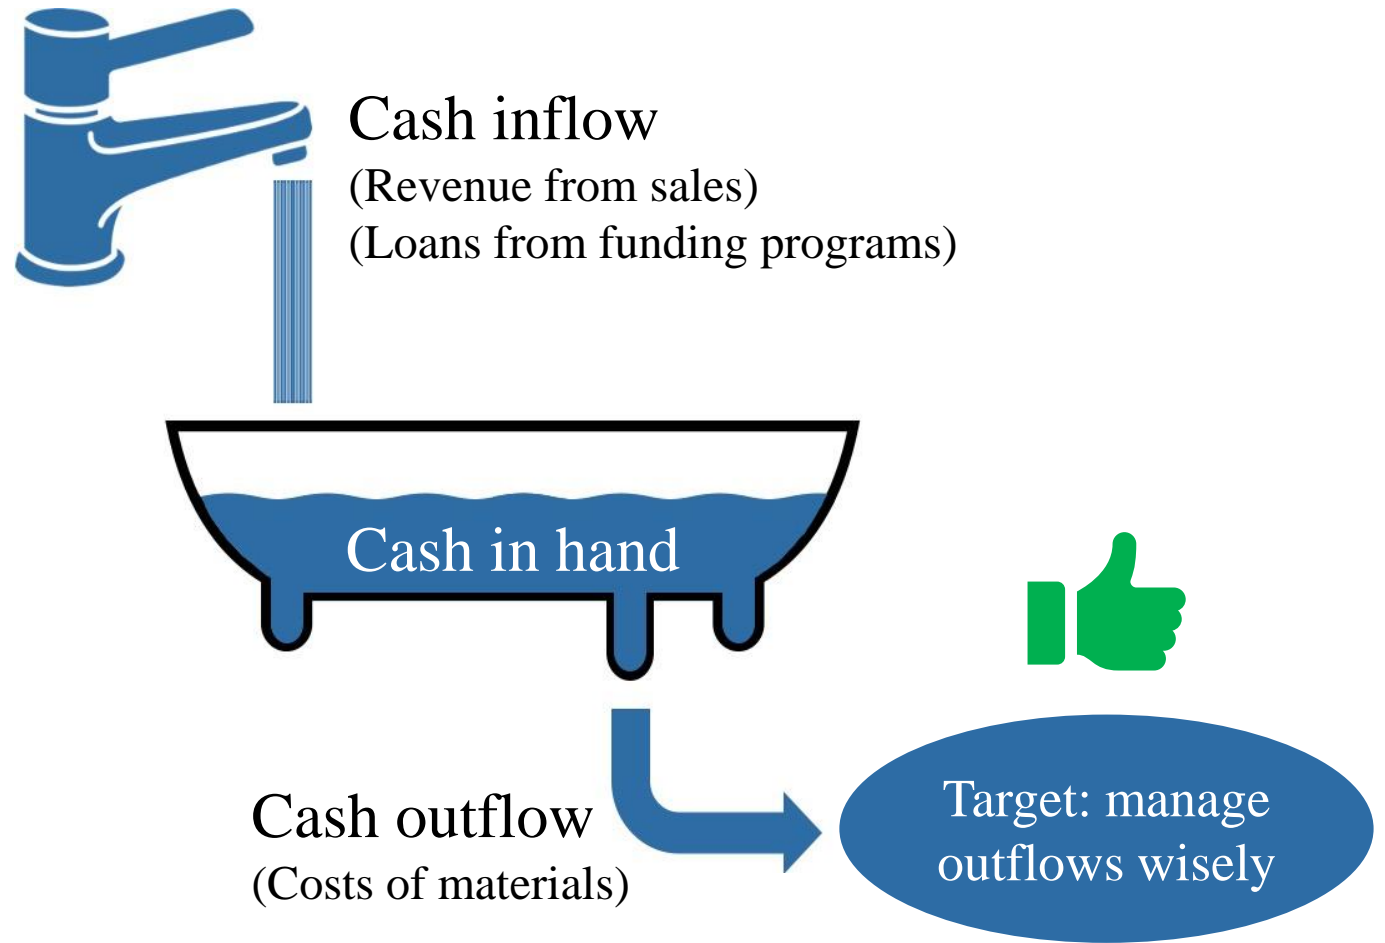 Cash inflow
(Revenue from sales)
(Loans from funding programs)
Cash in hand
Cash outflow
(Costs of materials)
Target: manage
outflows wisely